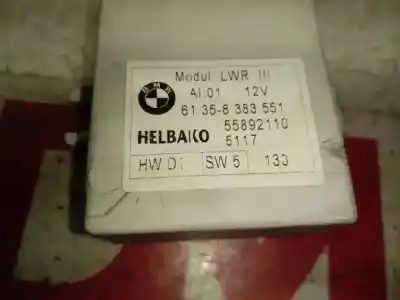 BMW
Modul LWR III
AI 01 12V
61 35-8 383 551
55892110
HELBAKO 5117
HW D1 SW 5 133